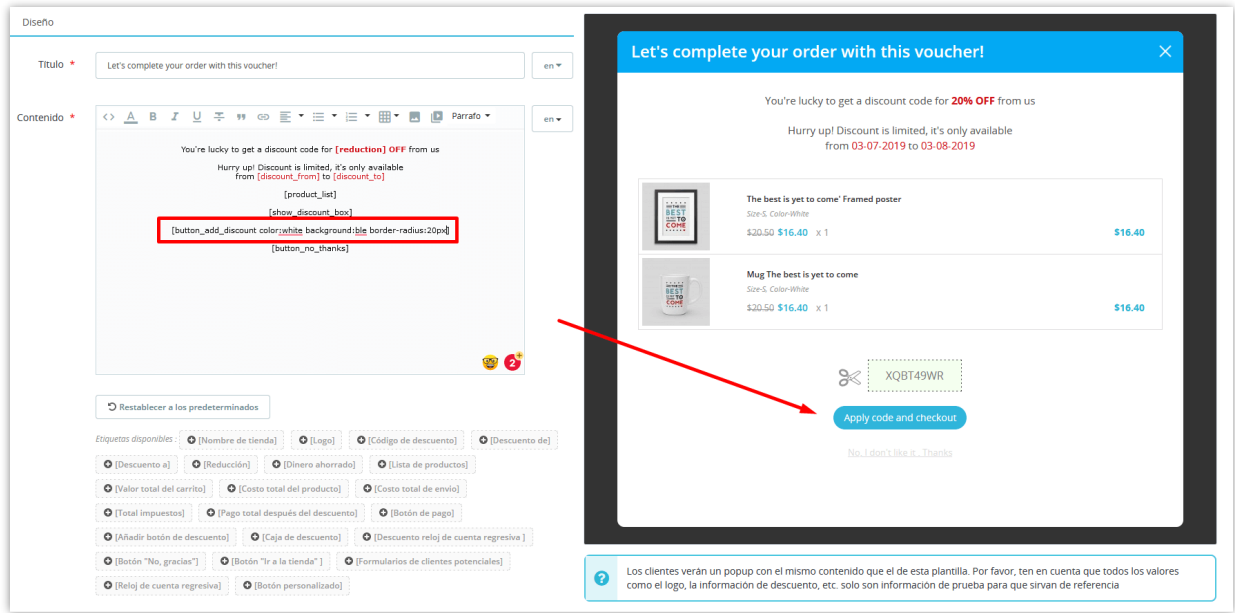 Diseño
Título *
Let's complete your order with this voucher!
en
Contenido *
Parrafo
en
You're lucky to get a discount code for [reduction] OFF from us
Hurry up! Discount is limited, it's only available
from [discount_from] to [discount_to]
[product_list]
[show_discount_box]
[button_add_discount color:white background:ble border-radius:20px]
[button_no_thanks]
2
Restablecer a los predeterminados
Etiquetas disponibles : [Nombre de tienda] [Logo] [Código de descuento] [Descuento de]
[Descuento a] [Reducción] [Dinero ahorrado] [Lista de productos]
[Valor total del carrito] [Costo total del producto] [Costo total de envío]
[Total impuestos] [Pago total después del descuento] [Botón de pago]
[Añadir botón de descuento] [Caja de descuento] [Descuento reloj de cuenta regresiva ]
[Botón "No, gracias"] [Botón "Ir a la tienda" ] [Formularios de clientes potenciales]
[Reloj de cuenta regresiva] [Botón personalizado]
Let's complete your order with this voucher!
You're lucky to get a discount code for 20% OFF from us
Hurry up! Discount is limited, it's only available
from 03-07-2019 to 03-08-2019
BEST
IS YET
TO
COME
The best is yet to come' Framed poster
Size-S, Color-White
$20.50 $16.40 x 1
$16.40
BEST
IS YET
TO
COME
Mug The best is yet to come
Size-S, Color-White
$20.50 $16.40 x 1
$16.40
XQBT49WR
Apply code and checkout
No, I don't like it . Thanks
Los clientes verán un popup con el mismo contenido que el de esta plantilla. Por favor, ten en cuenta que todos los valores
como el logo, la información de descuento, etc. solo son información de prueba para que sirvan de referencia